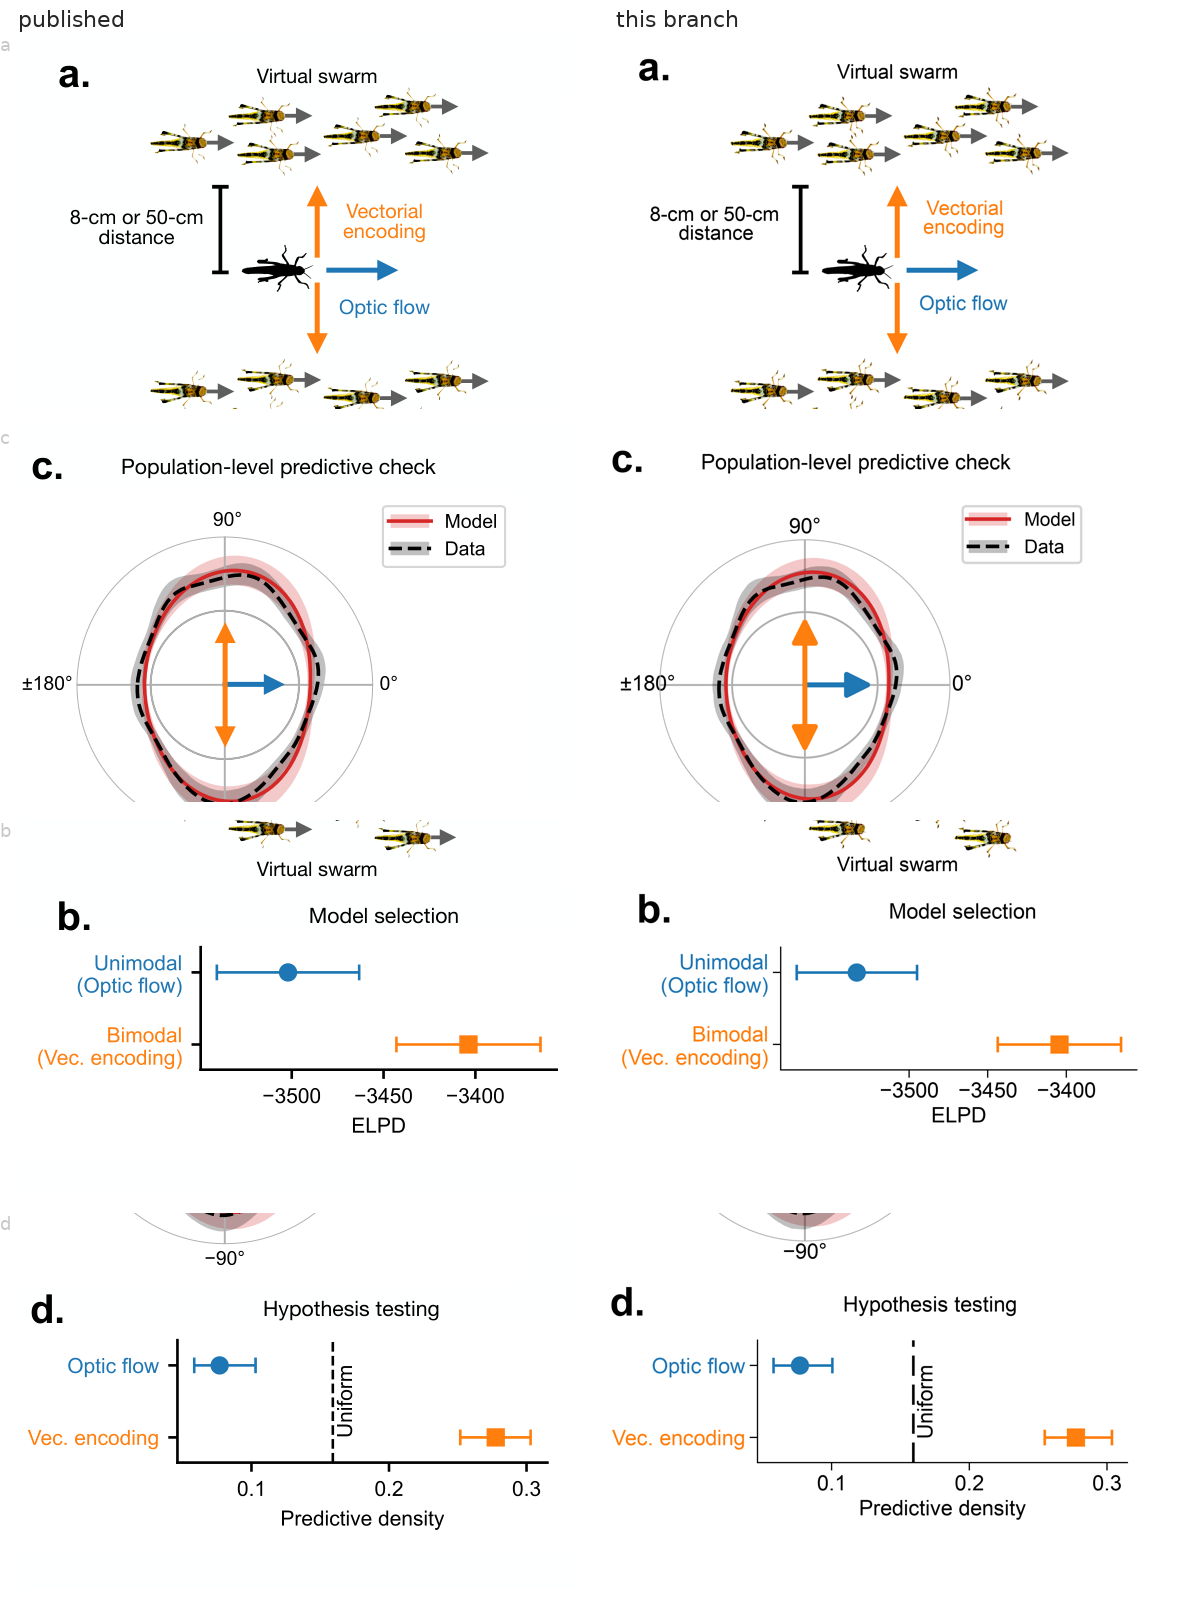 published
this branch
a
a.
Virtual swarm
8-cm or 50-cm
distance
Vectorial
encoding
Optic flow
a.
Virtual swarm
8-cm or 50-cm
distance
Vectorial
encoding
Optic flow
c
c.
Population-level predictive check
Model
Data
90°
±180°
0°
c.
Population-level predictive check
Model
Data
90°
±180°
0°
b
Virtual swarm
b.
Model selection
Unimodal
(Optic flow)
Bimodal
(Vec. encoding)
−3500
−3450
−3400
ELPD
Virtual swarm
b.
Model selection
Unimodal
(Optic flow)
Bimodal
(Vec. encoding)
−3500
−3450
−3400
ELPD
d
−90°
d.
Hypothesis testing
Optic flow
Vec. encoding
Uniform
0.1
0.2
0.3
Predictive density
−90°
d.
Hypothesis testing
Optic flow
Vec. encoding
Uniform
0.1
0.2
0.3
Predictive density